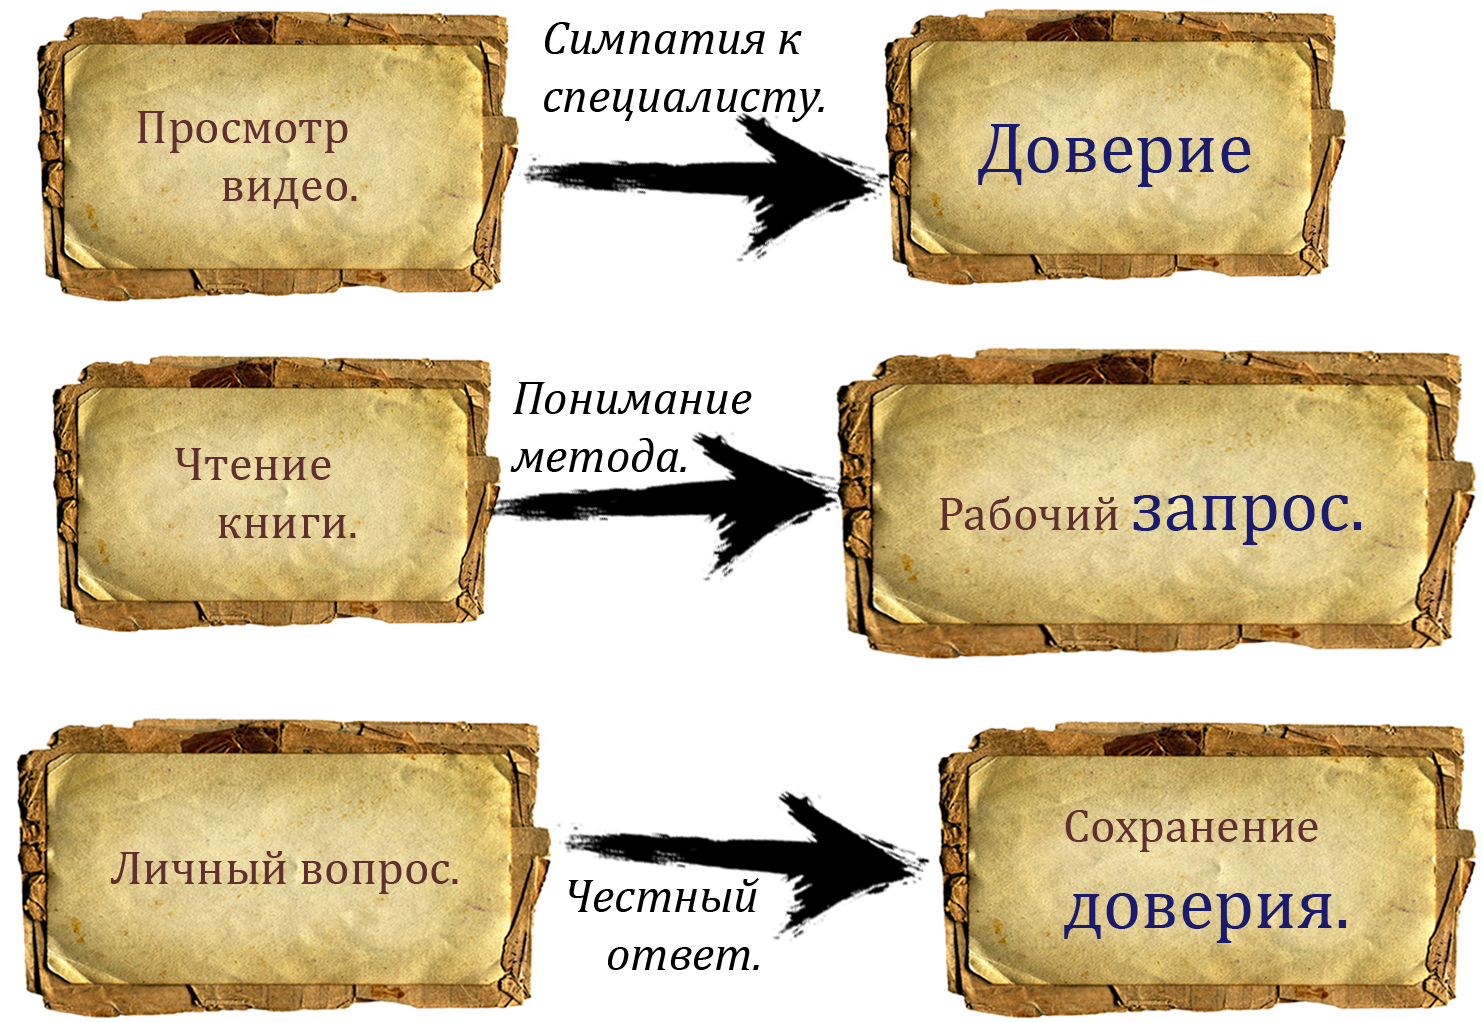 Просмотр
видео.
Симпатия к
специалисту.
Доверие
Чтение
книги.
Понимание
метода.
Рабочий запрос.
Личный вопрос.
Честный
ответ.
Сохранение
доверия.